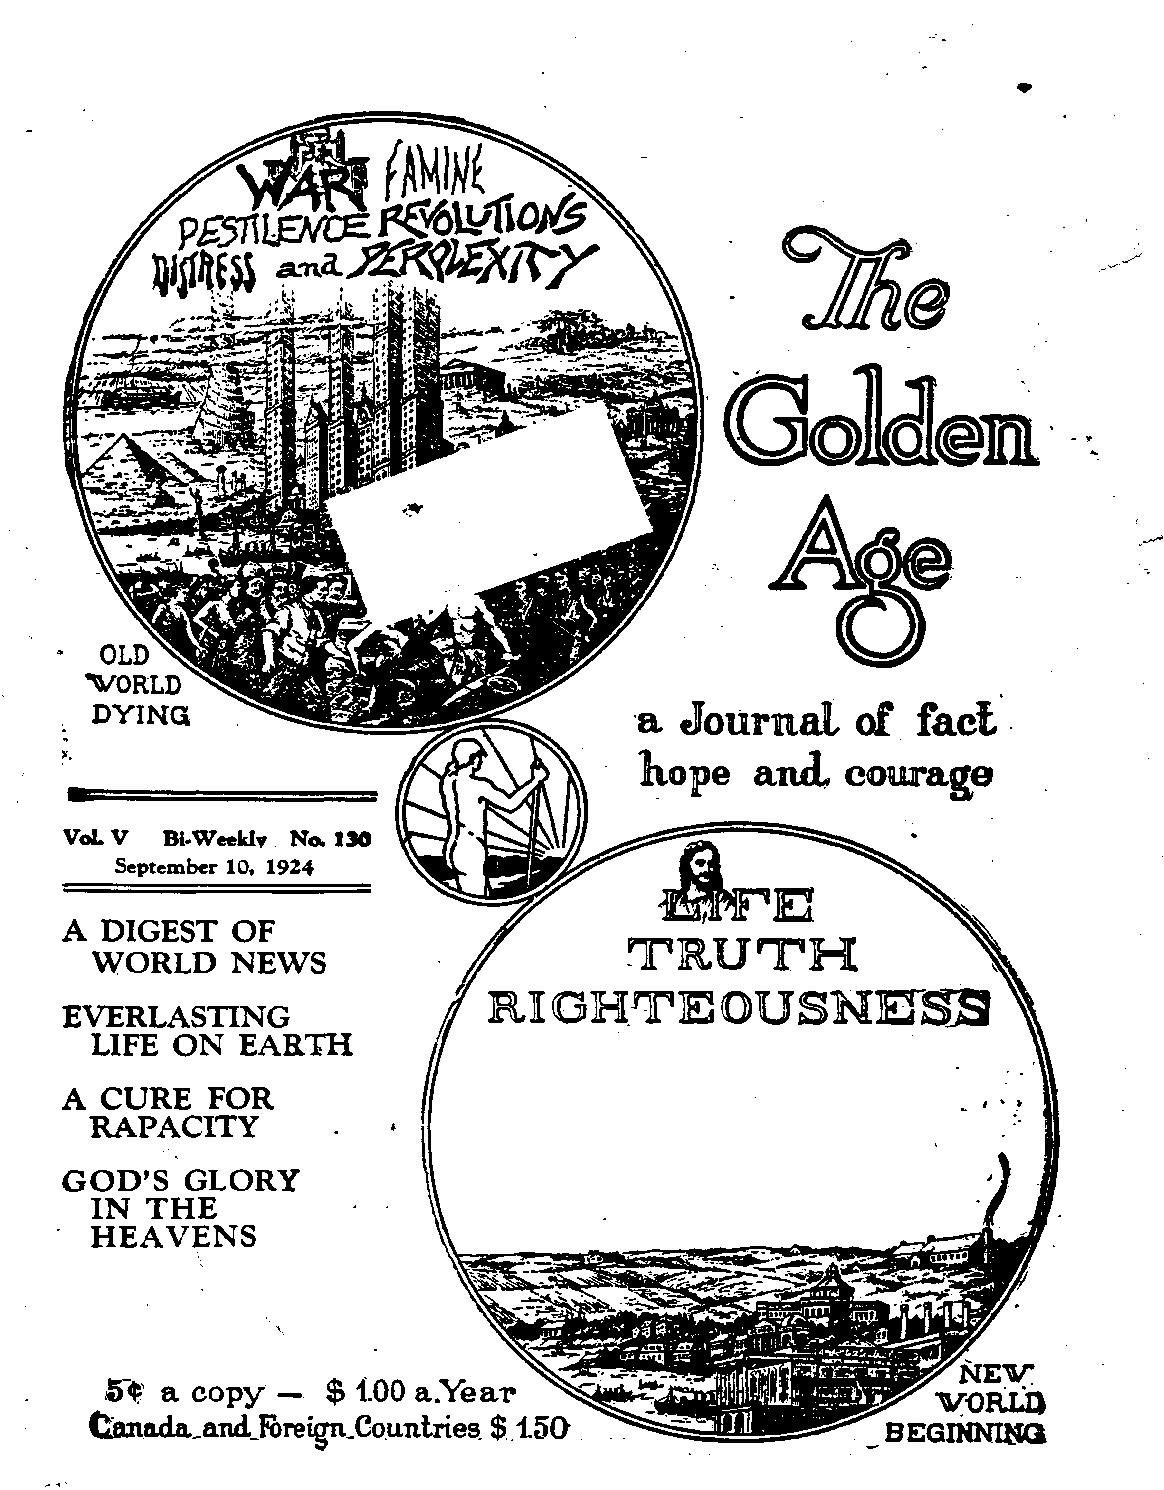 WAR FAMINE
PESTILENCE REVOLUTIONS
DISTRESS and PERPLEXITY
The
Golden
Age
OLD
WORLD
DYING
a Journal of fact
hope and courage
Vol. V Bi-Weekly No. 130
September 10, 1924
A DIGEST OF
WORLD NEWS
EVERLASTING
LIFE ON EARTH
A CURE FOR
RAPACITY
GOD'S GLORY
IN THE
HEAVENS
LIFE
TRUTH
RIGHTEOUSNESS
NEW
WORLD
BEGINNING
5¢ a copy — $ 1.00 a Year
Canada and Foreign Countries $ 1.50